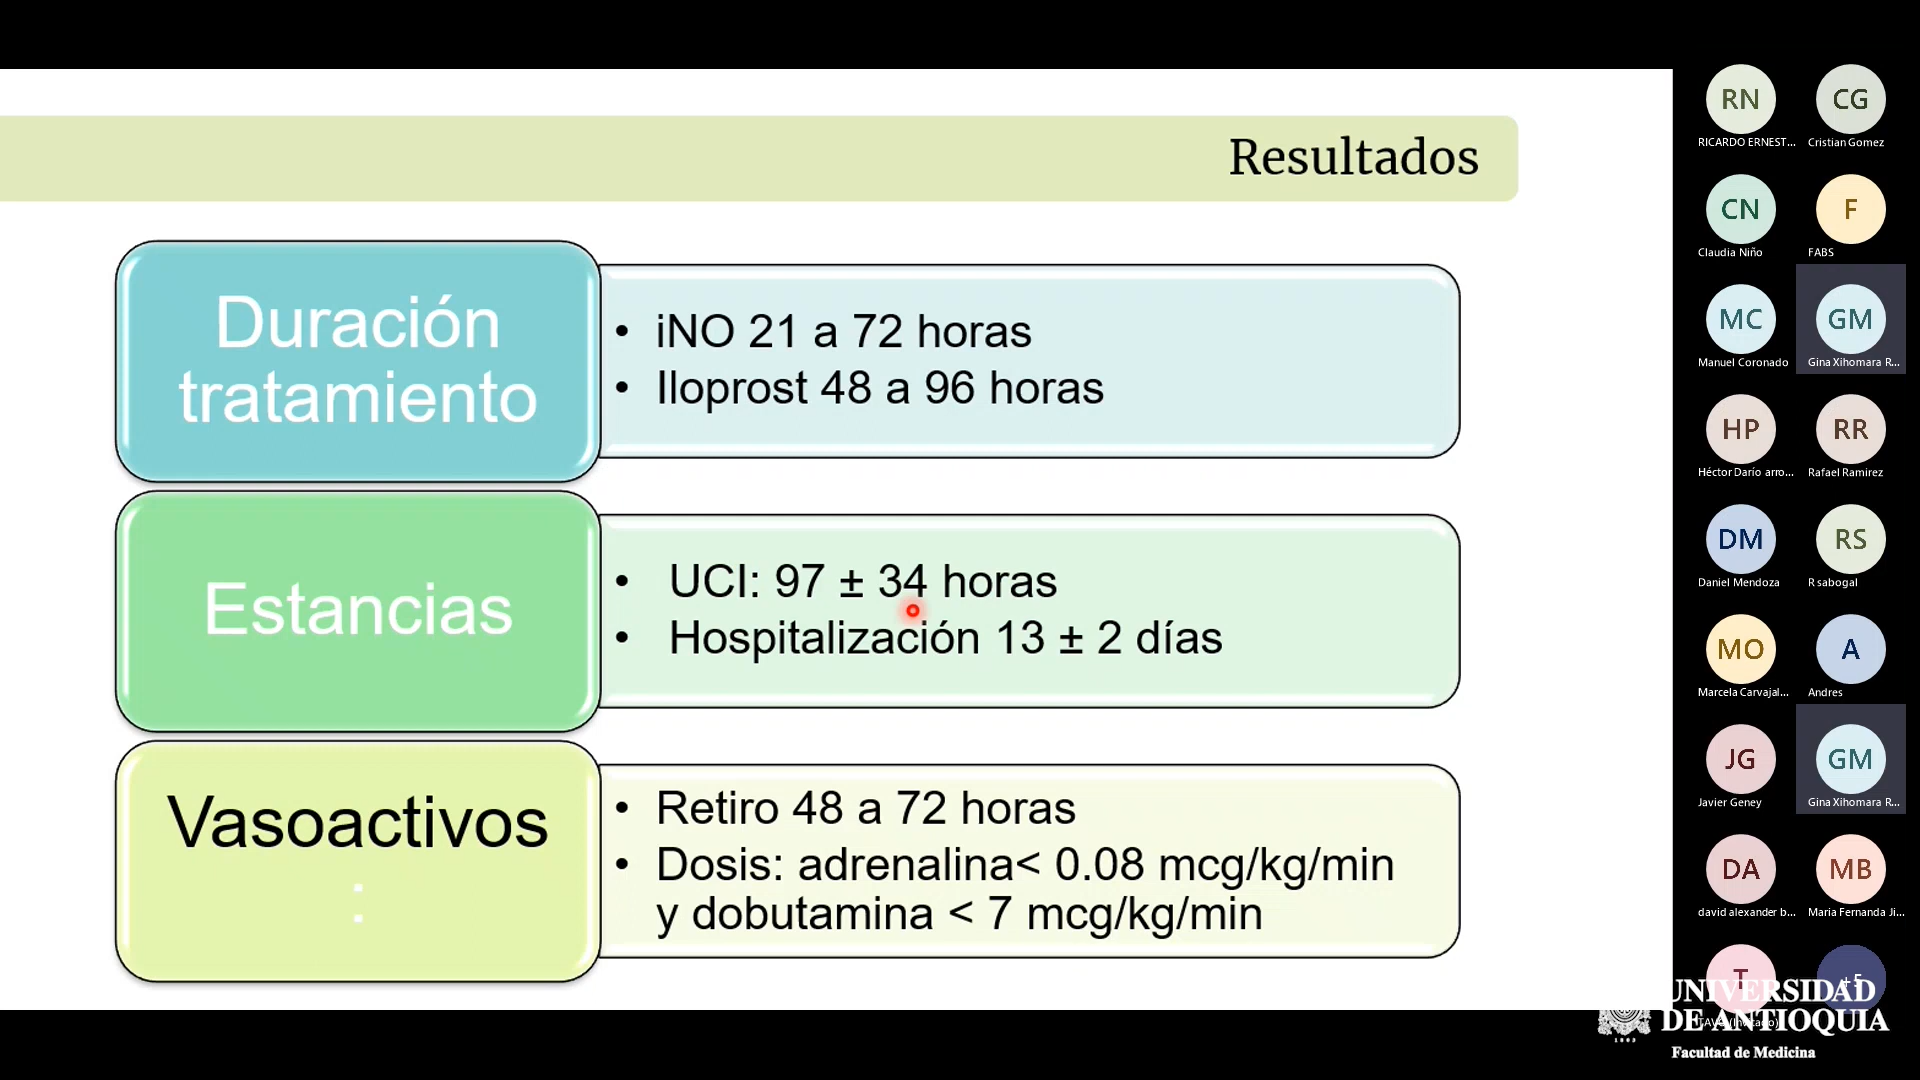 Resultados
Duración
tratamiento
• iNO 21 a 72 horas
• Iloprost 48 a 96 horas
Estancias
• UCI: 97 ± 34 horas
• Hospitalización 13 ± 2 días
Vasoactivos
:
• Retiro 48 a 72 horas
• Dosis: adrenalina< 0.08 mcg/kg/min
y dobutamina < 7 mcg/kg/min
RN
CG
RICARDO ERNEST...
Cristian Gomez
CN
F
Claudia Niño
FABS
MC
GM
Manuel Coronado
Gina Xihomara R...
HP
RR
Héctor Darío arro...
Rafael Ramirez
DM
RS
Daniel Mendoza
R sabogal
MO
A
Marcela Carvajal...
Andres
JG
GM
Javier Geney
Gina Xihomara R...
DA
MB
david alexander b...
Maria Fernanda Ji...
T
+5
UNIVERSIDAD
DE ANTIOQUIA
1803
Facultad de Medicina